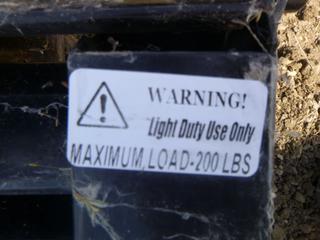 WARNING!
Light Duty Use Only
MAXIMUM, LOAD-200 LBS